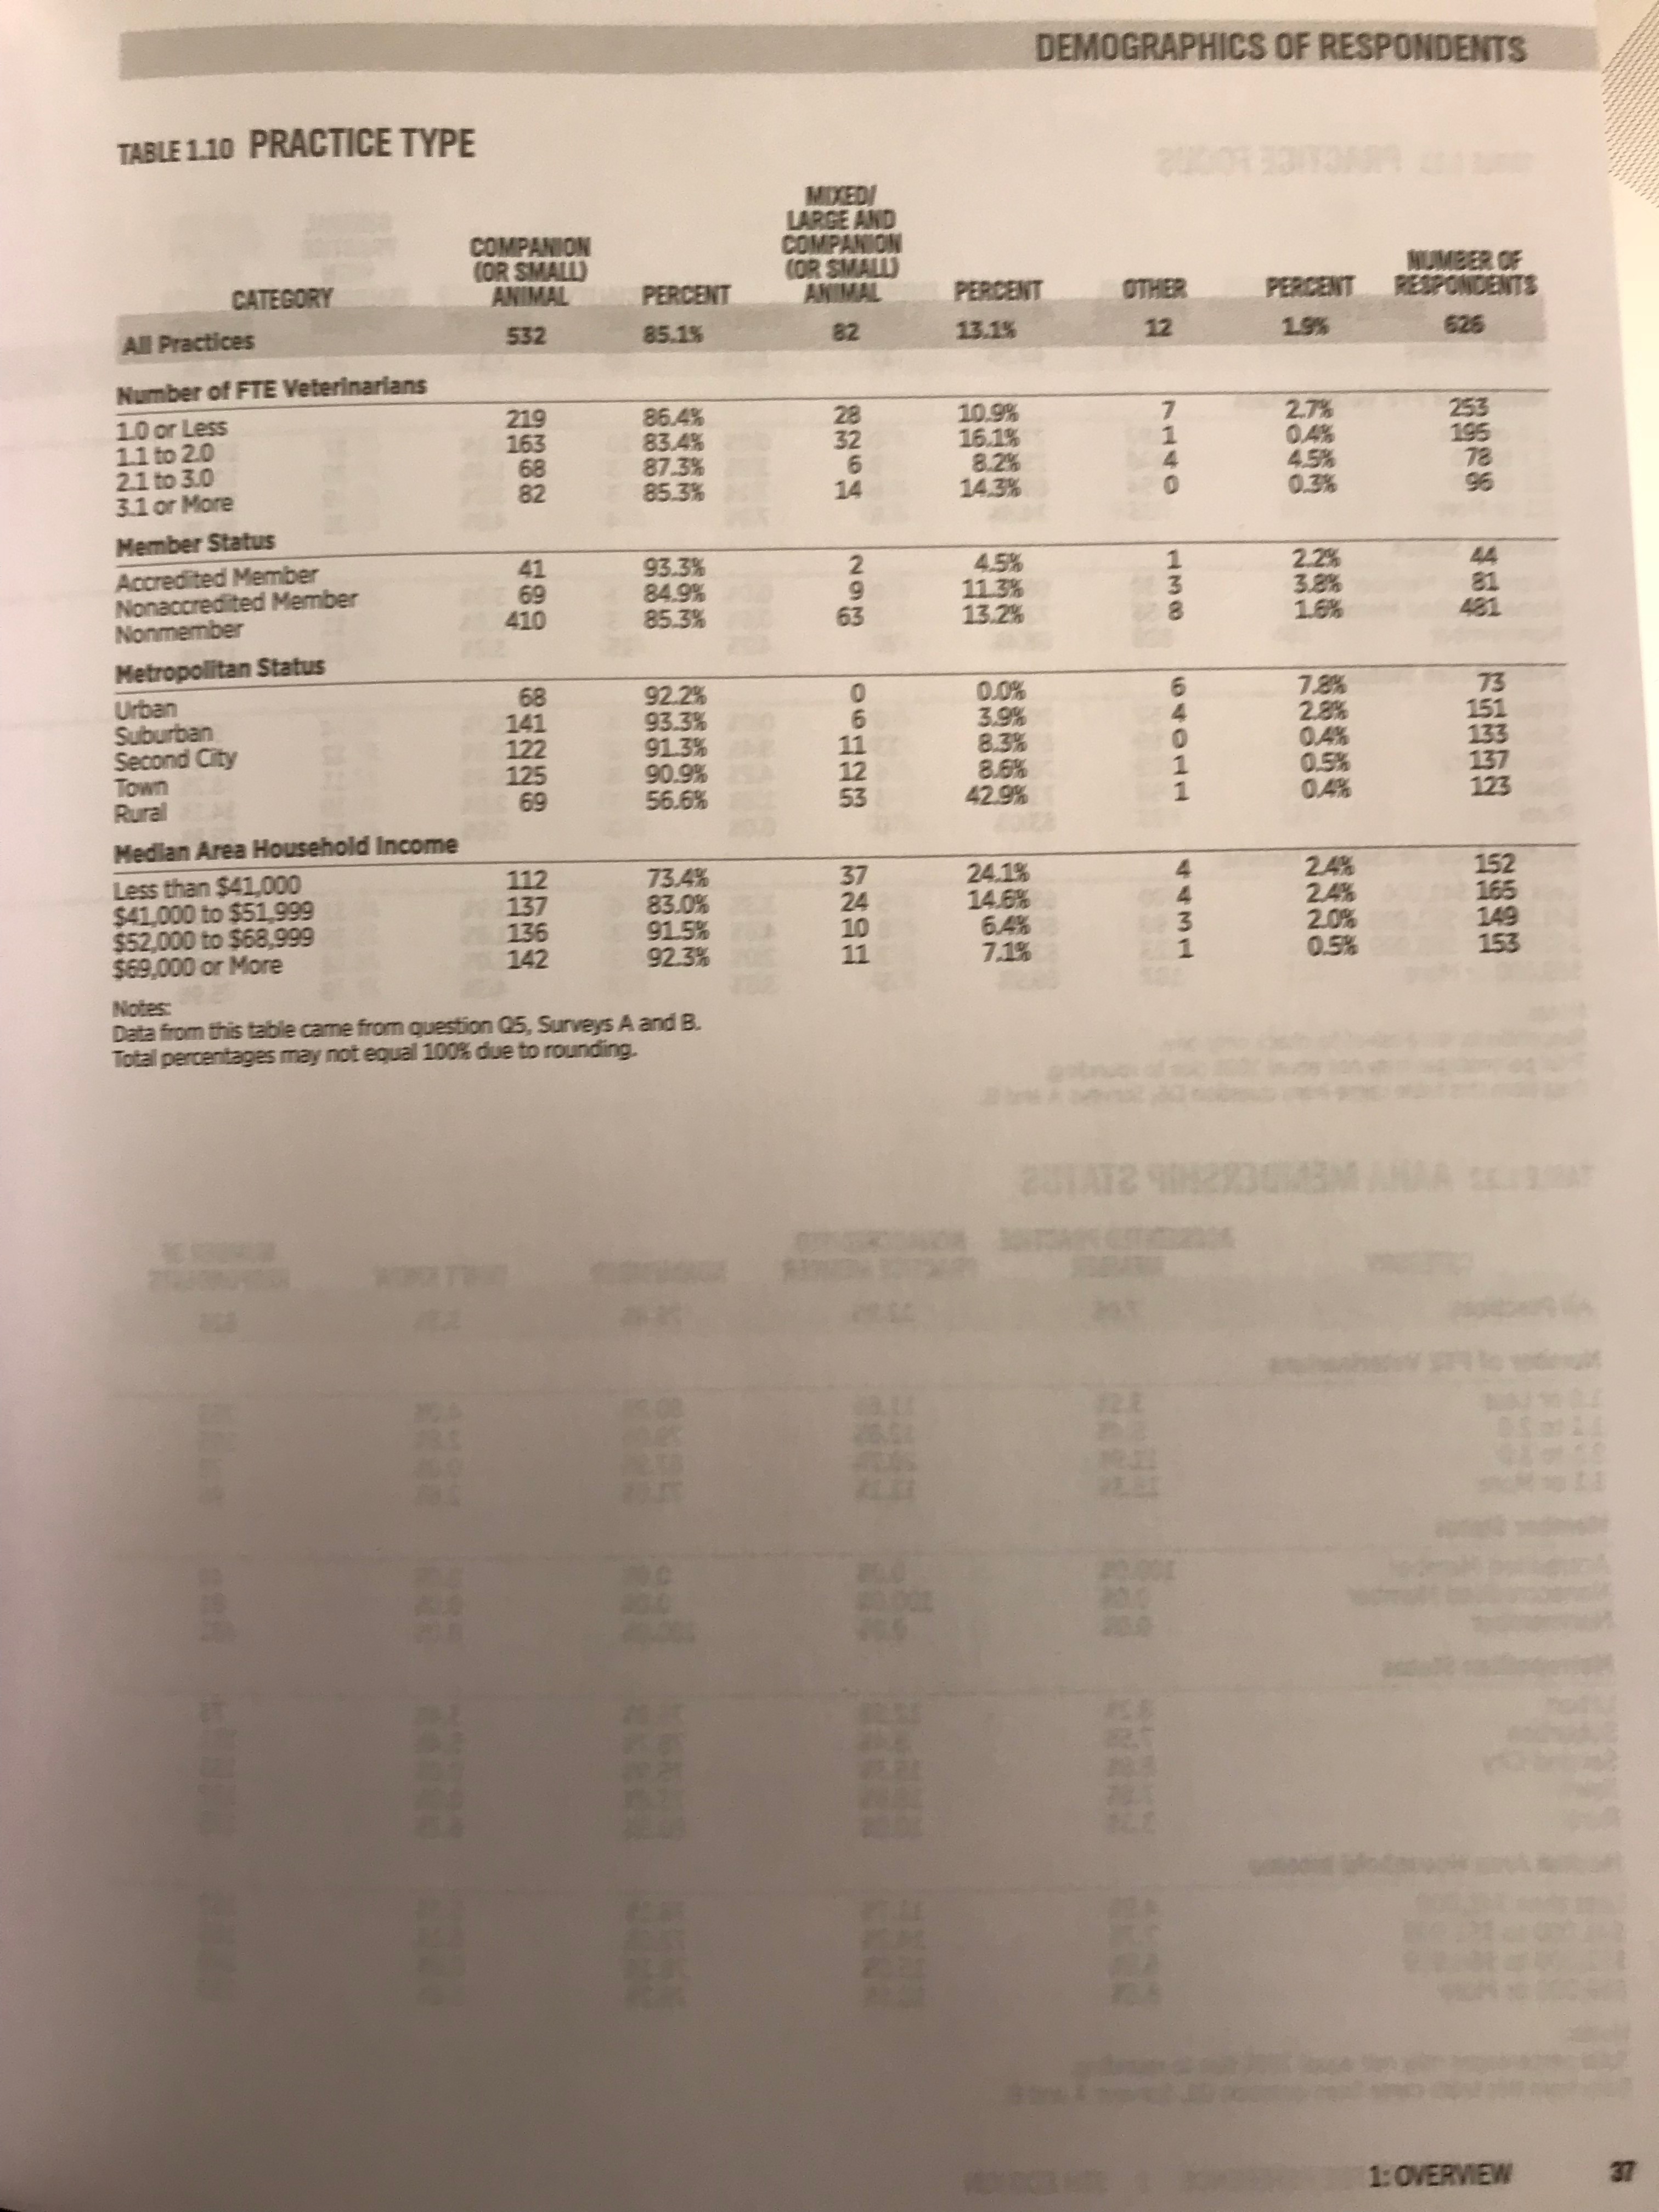 DEMOGRAPHICS OF RESPONDENTS
TABLE 1.10 PRACTICE TYPE
CATEGORY COMPANION (OR SMALL) ANIMAL PERCENT MIXED/ LARGE AND COMPANION (OR SMALL) ANIMAL PERCENT OTHER PERCENT NUMBER OF RESPONDENTS
All Practices 532 85.1% 82 13.1% 12 1.9% 626
Number of FTE Veterinarians
1.0 or Less 219 86.4% 28 10.9% 7 2.7% 253
1.1 to 2.0 163 83.4% 32 16.1% 1 0.4% 195
2.1 to 3.0 68 87.3% 6 8.2% 4 4.5% 78
3.1 or More 82 85.3% 14 14.3% 0 0.3% 96
Member Status
Accredited Member 41 93.3% 2 4.5% 1 2.2% 44
Nonaccredited Member 69 84.9% 9 11.3% 3 3.8% 81
Nonmember 410 85.3% 63 13.2% 8 1.6% 481
Metropolitan Status
Urban 68 92.2% 0 0.0% 6 7.8% 73
Suburban 141 93.3% 6 3.9% 4 2.8% 151
Second City 122 91.3% 11 8.3% 0 0.4% 133
Town 125 90.9% 12 8.6% 1 0.5% 137
Rural 69 56.6% 53 42.9% 1 0.4% 123
Median Area Household Income
Less than $41,000 112 73.4% 37 24.1% 4 2.4% 152
$41,000 to $51,999 137 83.0% 24 14.6% 4 2.4% 165
$52,000 to $68,999 136 91.5% 10 6.4% 3 2.0% 149
$69,000 or More 142 92.3% 11 7.1% 1 0.5% 153
Notes:
Data from this table came from question Q5, Surveys A and B.
Total percentages may not equal 100% due to rounding.
1: OVERVIEW 37